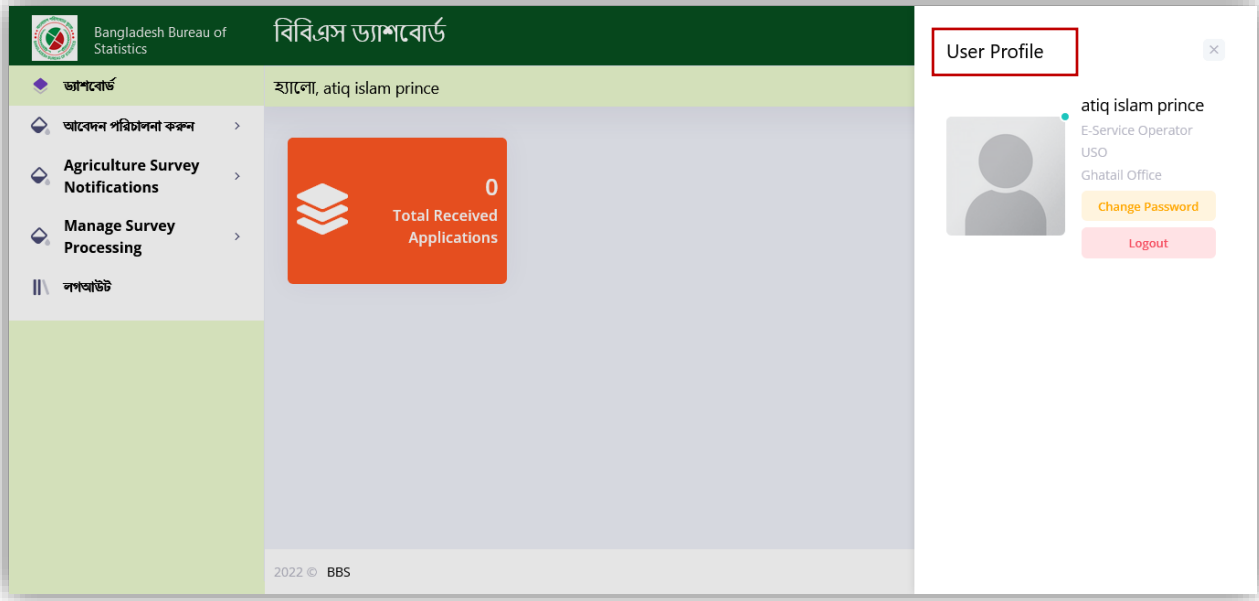 Bangladesh Bureau of
Statistics
বিবিএস ড্যাশবোর্ড
ড্যাশবোর্ড
আবেদন পরিচালনা করুন
Agriculture Survey
Notifications
Manage Survey
Processing
লগআউট
হ্যালো, atiq islam prince
0
Total Received
Applications
2022 © BBS
User Profile
atiq islam prince
E-Service Operator
USO
Ghatail Office
Change Password
Logout